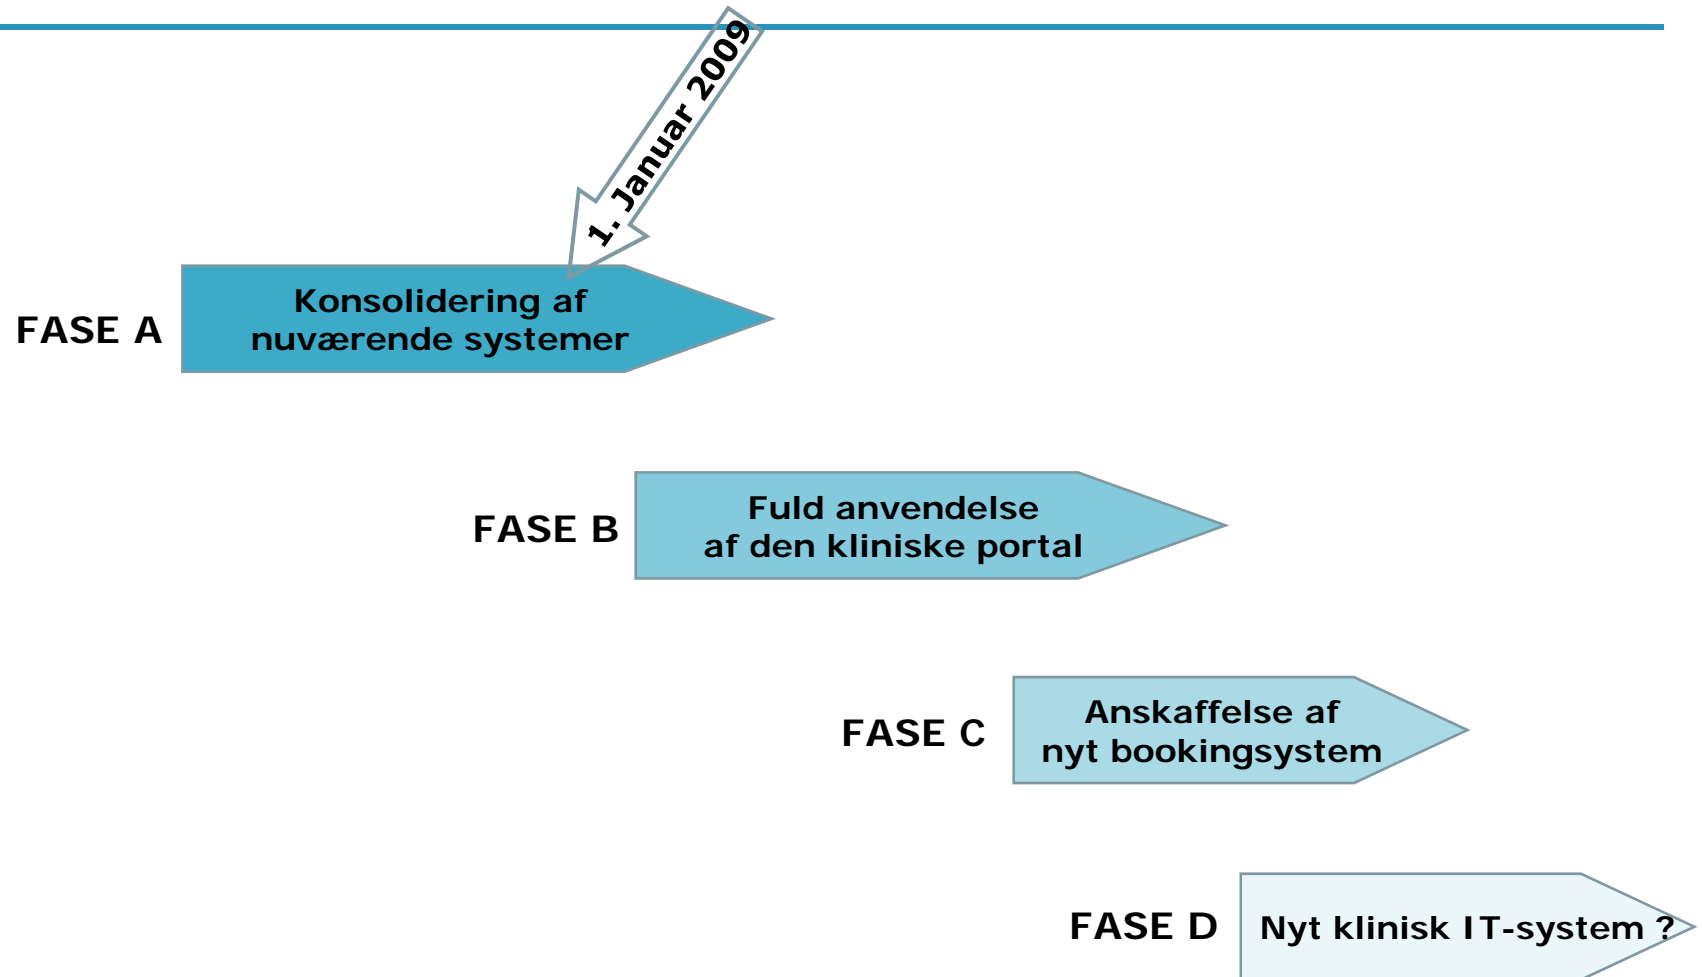 1. Januar 2009
FASE A
Konsolidering af
nuværende systemer
FASE B
Fuld anvendelse
af den kliniske portal
FASE C
Anskaffelse af
nyt bookingsystem
FASE D
Nyt klinisk IT-system ?